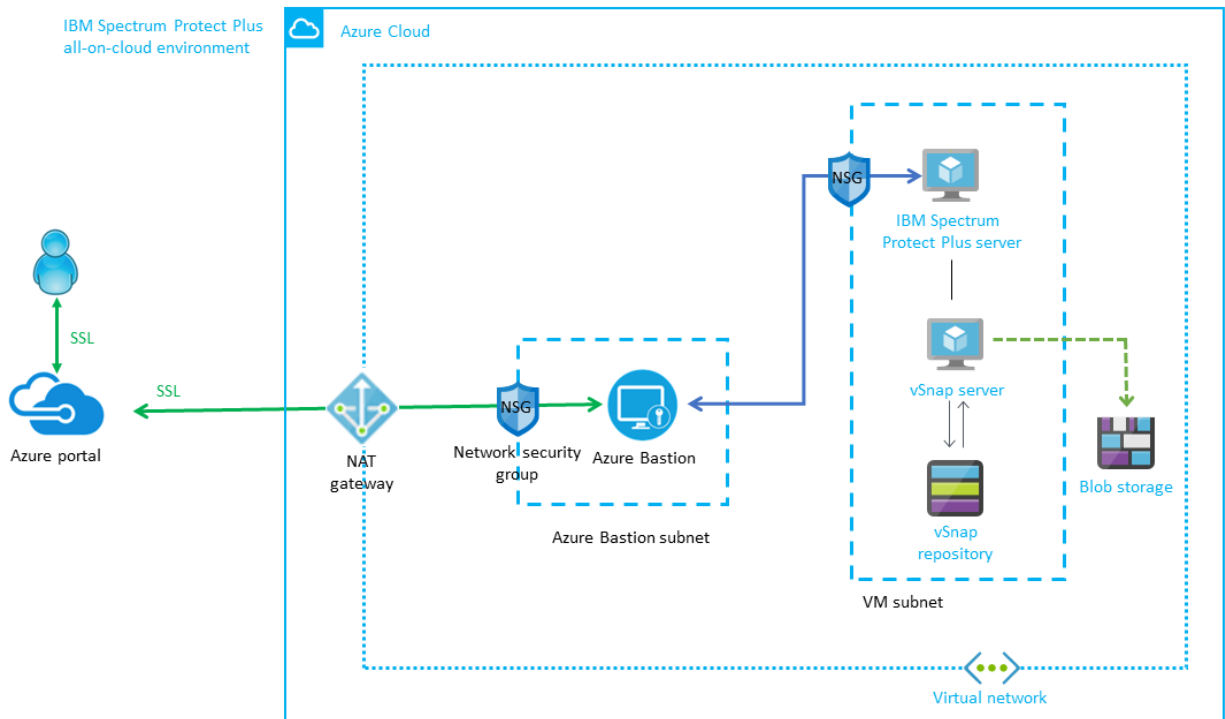 IBM Spectrum Protect Plus
all-on-cloud environment
Azure Cloud
NSG
IBM Spectrum
Protect Plus server
SSL
SSL
vSnap server
NSG
Azure portal
NAT
gateway
Network security
group
Azure Bastion
Blob storage
Azure Bastion subnet
vSnap
repository
VM subnet
Virtual network